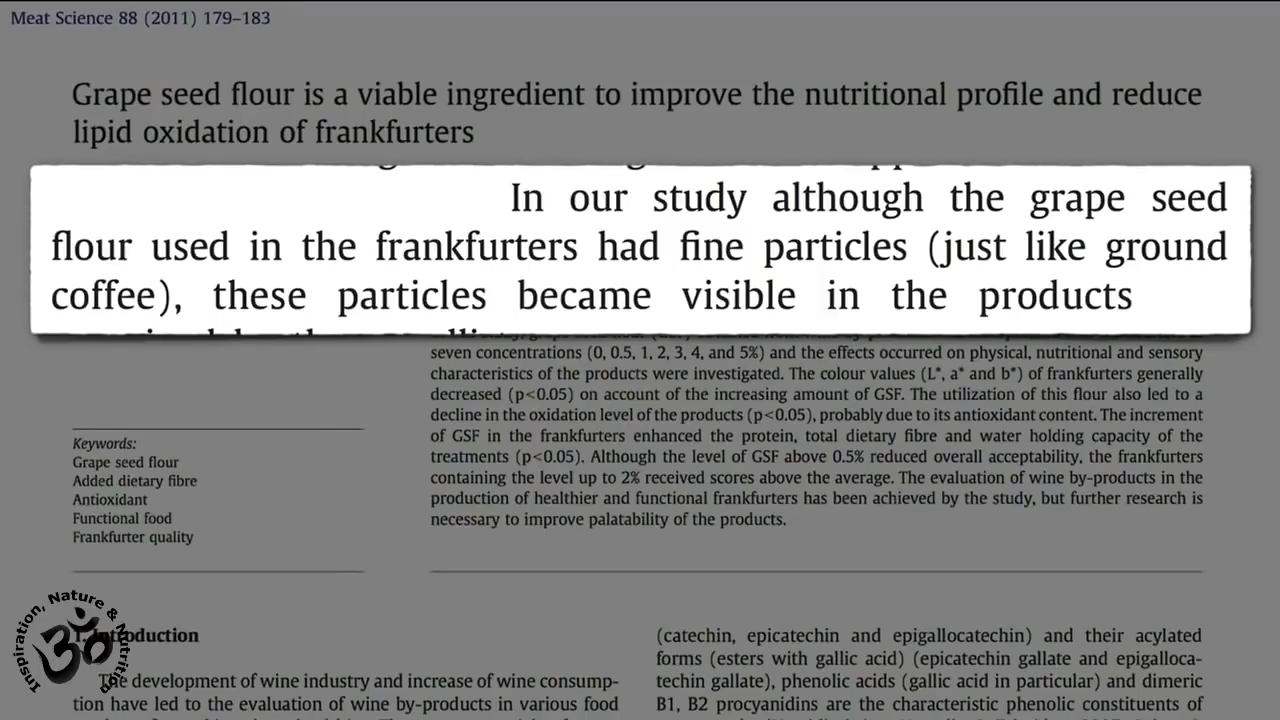 Meat Science 88 (2011) 179–183
Grape seed flour is a viable ingredient to improve the nutritional profile and reduce
lipid oxidation of frankfurters
In our study although the grape seed
flour used in the frankfurters had fine particles (just like ground
coffee), these particles became visible in the products
seven concentrations (0, 0.5, 1, 2, 3, 4, and 5%) and the effects occurred on physical, nutritional and sensory
characteristics of the products were investigated. The colour values (L*, a* and b*) of frankfurters generally
decreased (p<0.05) on account of the increasing amount of GSF. The utilization of this flour also led to a
decline in the oxidation level of the products (p<0.05), probably due to its antioxidant content. The increment
of GSF in the frankfurters enhanced the protein, total dietary fibre and water holding capacity of the
treatments (p<0.05). Although the level of GSF above 0.5% reduced overall acceptability, the frankfurters
containing the level up to 2% received scores above the average. The evaluation of wine by-products in the
production of healthier and functional frankfurters has been achieved by the study, but further research is
necessary to improve palatability of the products.
Keywords:
Grape seed flour
Added dietary fibre
Antioxidant
Functional food
Frankfurter quality
Inspiration, Nature & Nutrition
1. Introduction
The development of wine industry and increase of wine consump-
tion have led to the evaluation of wine by-products in various food
(catechin, epicatechin and epigallocatechin) and their acylated
forms (esters with gallic acid) (epicatechin gallate and epigalloca-
techin gallate), phenolic acids (gallic acid in particular) and dimeric
B1, B2 procyanidins are the characteristic phenolic constituents of